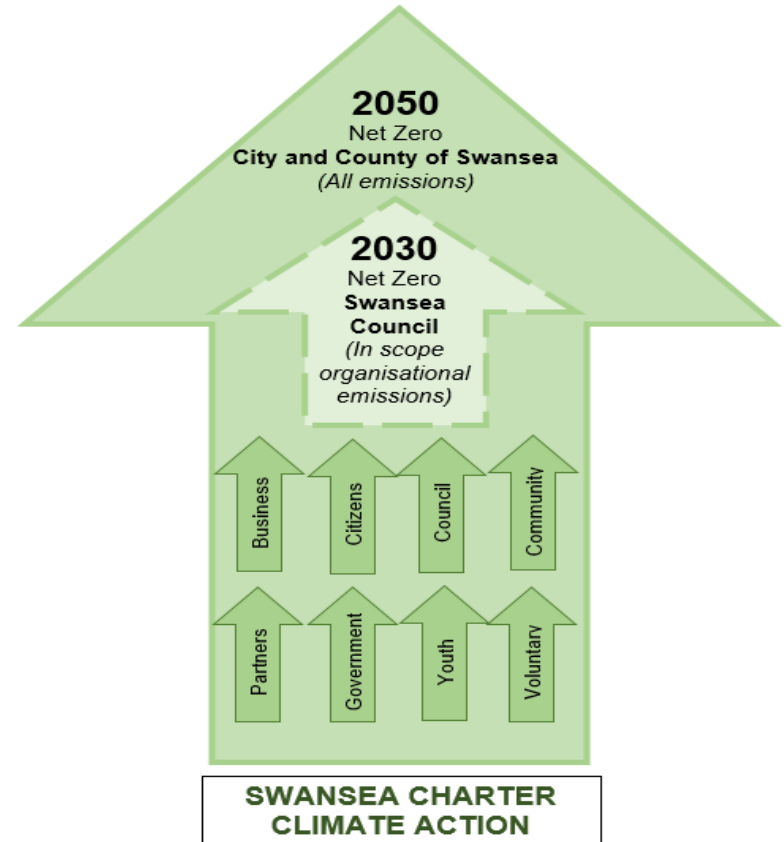 2050
Net Zero
City and County of Swansea
(All emissions)
2030
Net Zero
Swansea
Council
(In scope
organisational
emissions)
Business
Citizens
Council
Community
Partners
Government
Youth
Voluntary
SWANSEA CHARTER
CLIMATE ACTION